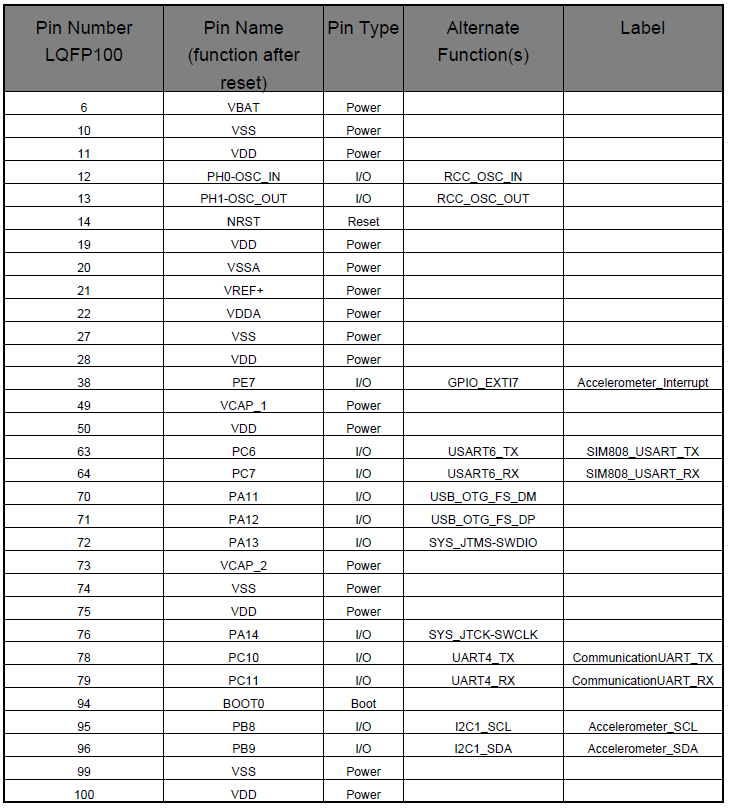 Pin Number Pin Name Pin Type Alternate Label
LQFP100 (function after Function(s)
reset)
6 VBAT Power
10 VSS Power
11 VDD Power
12 PH0-OSC_IN I/O RCC_OSC_IN
13 PH1-OSC_OUT I/O RCC_OSC_OUT
14 NRST Reset
19 VDD Power
20 VSSA Power
21 VREF+ Power
22 VDDA Power
27 VSS Power
28 VDD Power
38 PE7 I/O GPIO_EXTI7 Accelerometer_Interrupt
49 VCAP_1 Power
50 VDD Power
63 PC6 I/O USART6_TX SIM808_USART_TX
64 PC7 I/O USART6_RX SIM808_USART_RX
70 PA11 I/O USB_OTG_FS_DM
71 PA12 I/O USB_OTG_FS_DP
72 PA13 I/O SYS_JTMS-SWDIO
73 VCAP_2 Power
74 VSS Power
75 VDD Power
76 PA14 I/O SYS_JTCK-SWCLK
78 PC10 I/O UART4_TX CommunicationUART_TX
79 PC11 I/O UART4_RX CommunicationUART_RX
94 BOOT0 Boot
95 PB8 I/O I2C1_SCL Accelerometer_SCL
96 PB9 I/O I2C1_SDA Accelerometer_SDA
99 VSS Power
100 VDD Power